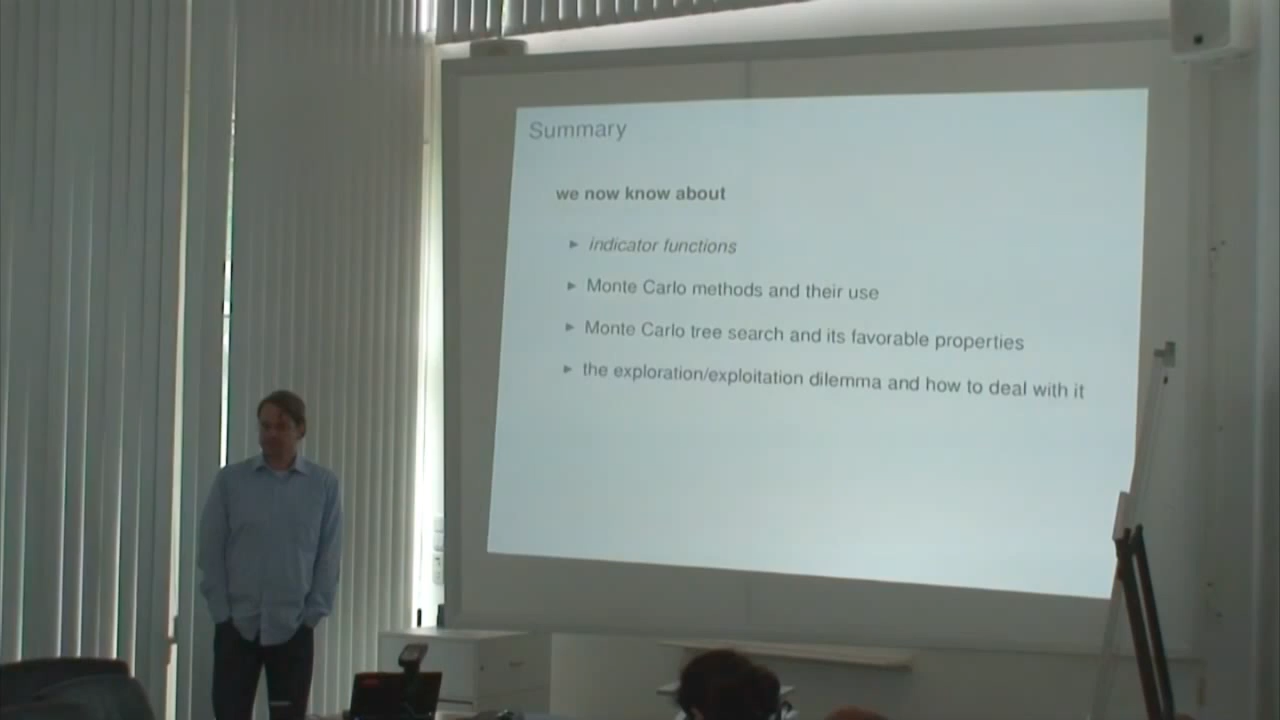 Summary
we now know about
► indicator functions
► Monte Carlo methods and their use
► Monte Carlo tree search and its favorable properties
► the exploration/exploitation dilemma and how to deal with it